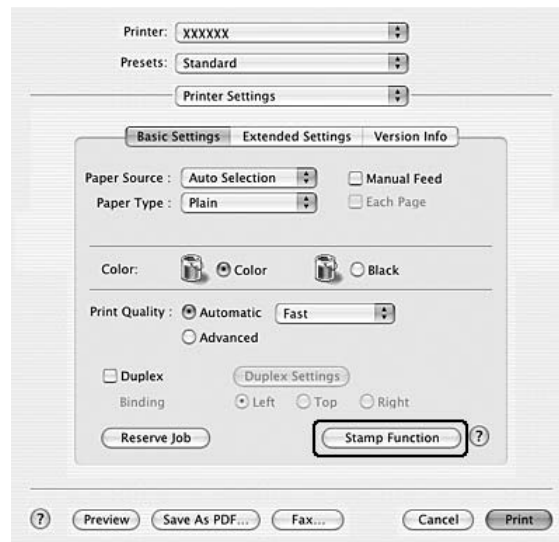 Printer: XXXXXX
Presets: Standard
Printer Settings
Basic Settings Extended Settings Version Info
Paper Source : Auto Selection Manual Feed
Paper Type : Plain Each Page
Color: Color Black
Print Quality : Automatic Fast
Advanced
Duplex Duplex Settings
Binding Left Top Right
Reserve Job Stamp Function ?
? Preview Save As PDF... Fax... Cancel Print